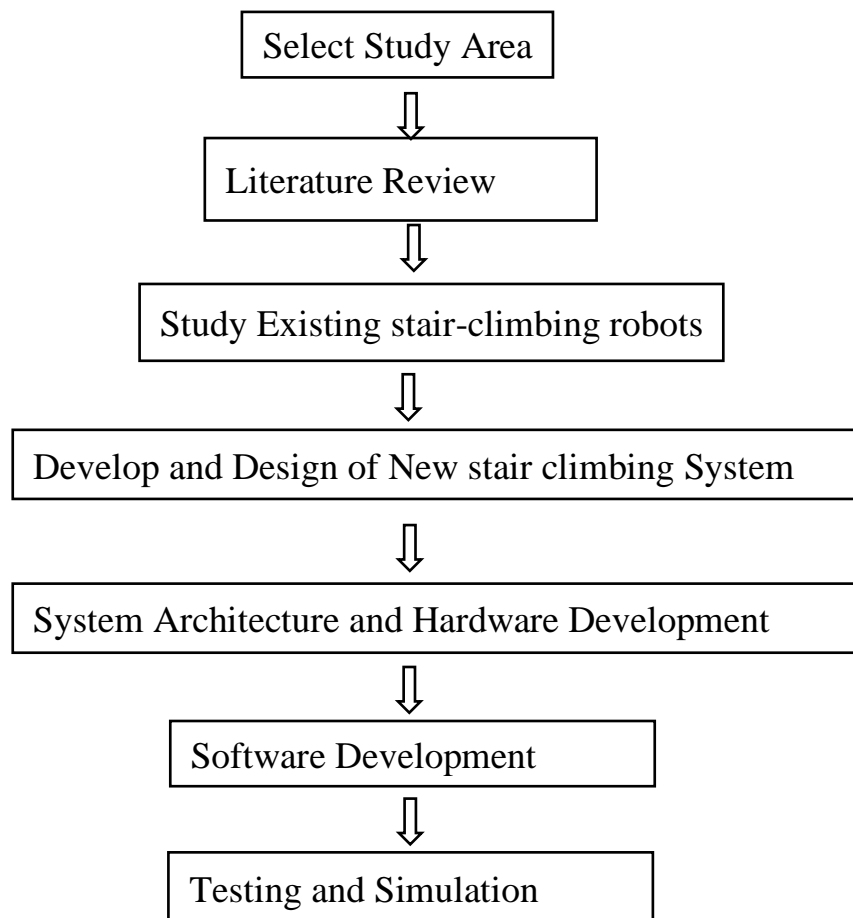 Select Study Area
Literature Review
Study Existing stair-climbing robots
Develop and Design of New stair climbing System
System Architecture and Hardware Development
Software Development
Testing and Simulation